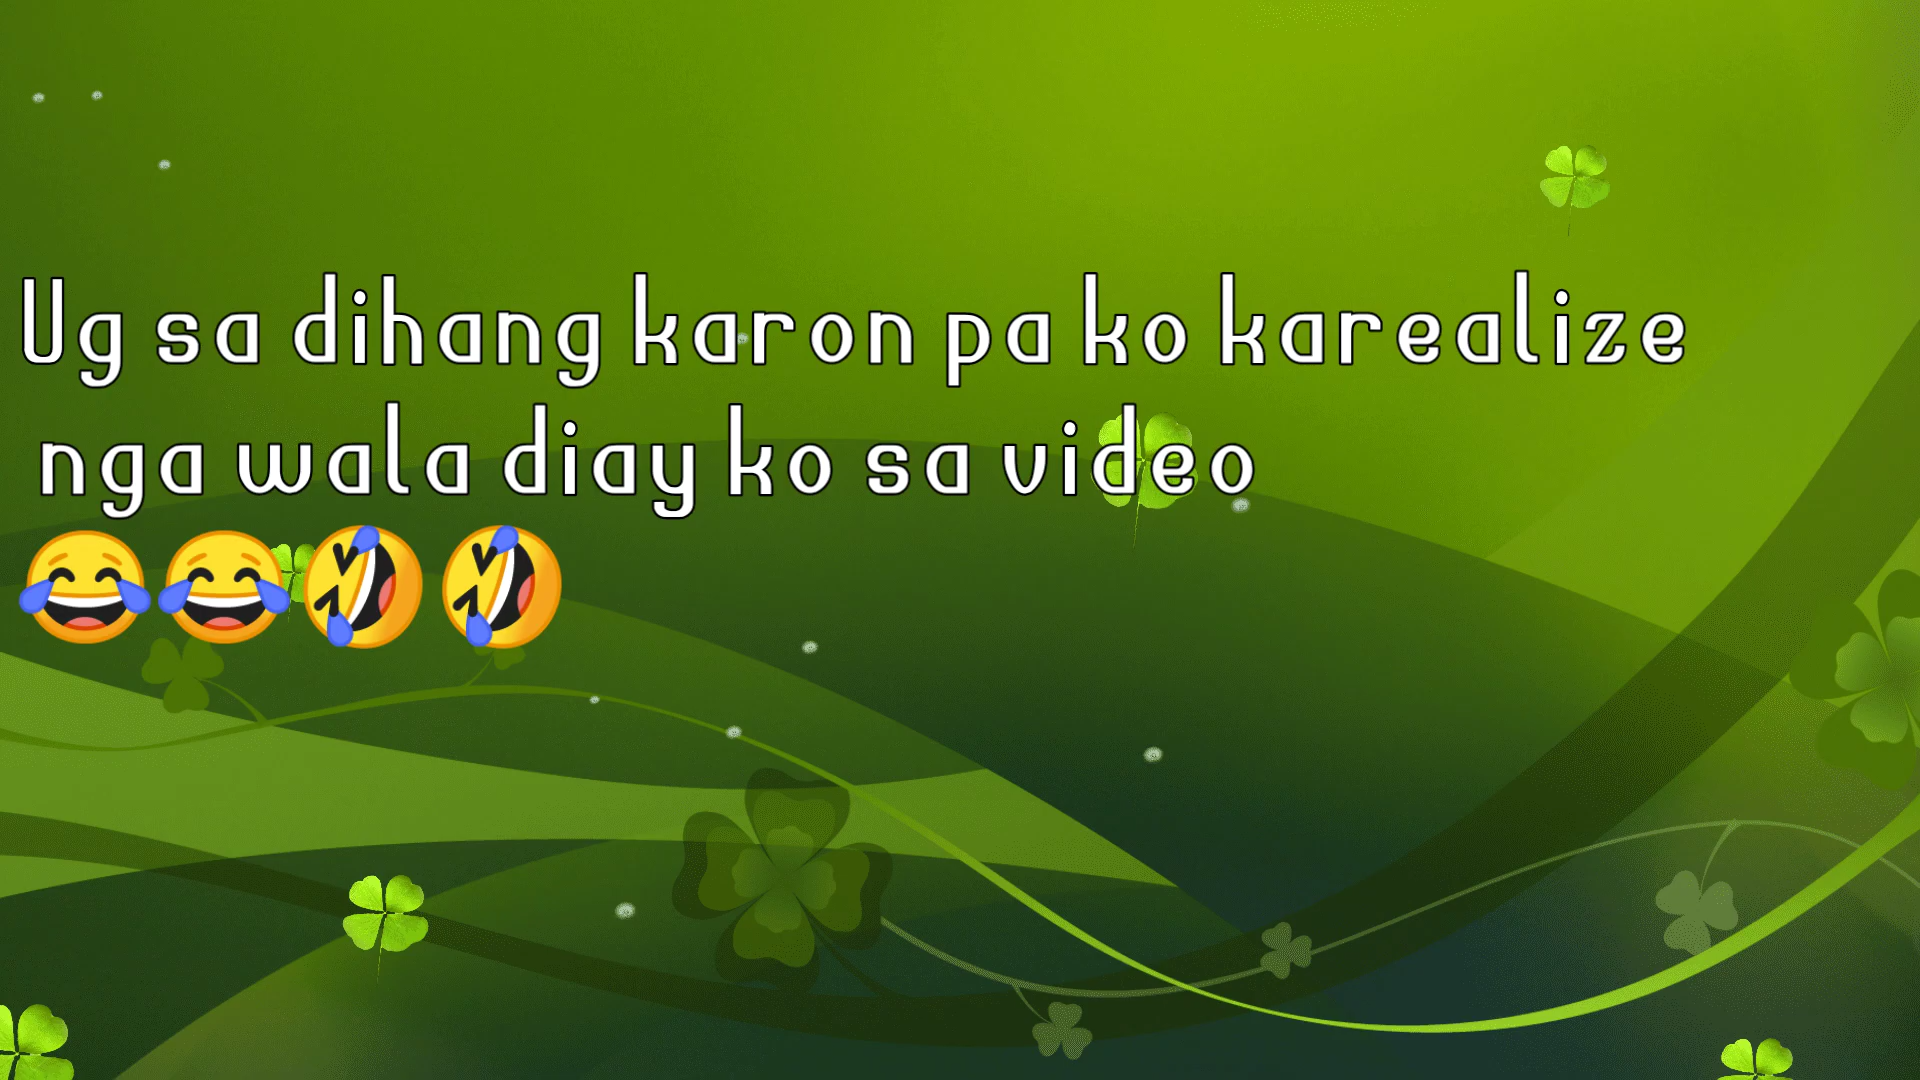 Ug sa dihang karon pa ko karealize
nga wala diay ko sa video
😂😂🤣🤣